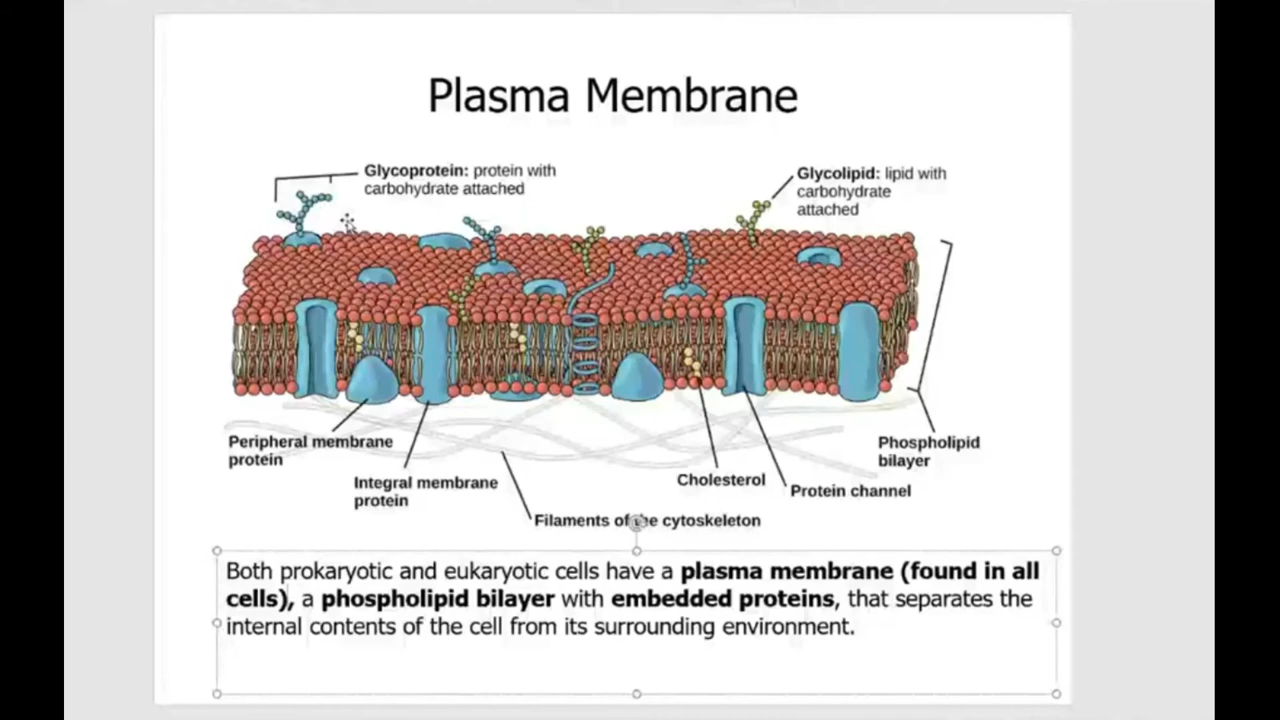 Plasma Membrane
Glycoprotein: protein with
carbohydrate attached
Glycolipid: lipid with
carbohydrate
attached
Peripheral membrane
protein
Integral membrane
protein
Filaments of the cytoskeleton
Cholesterol
Protein channel
Phospholipid
bilayer
Both prokaryotic and eukaryotic cells have a plasma membrane (found in all
cells), a phospholipid bilayer with embedded proteins, that separates the
internal contents of the cell from its surrounding environment.